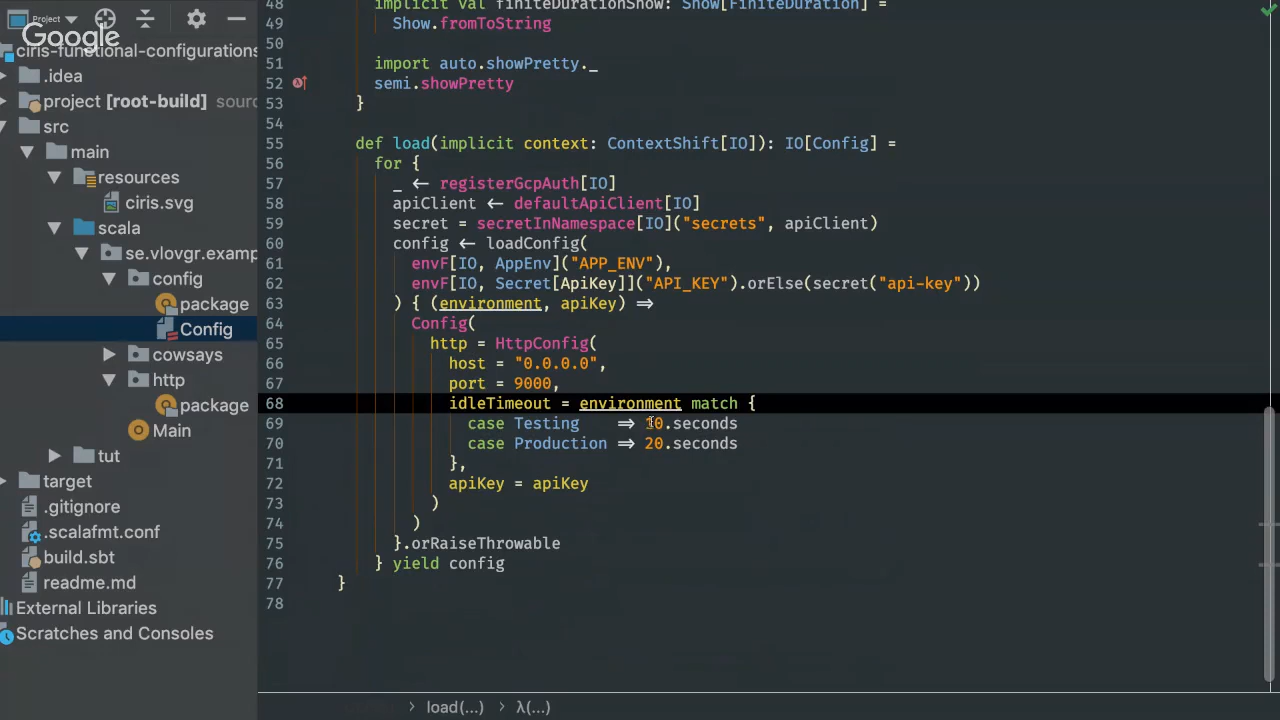 Project
Google
ciris-functional-configurations
.idea
project [root-build] sourc
src
main
resources
ciris.svg
scala
se.vlovgr.examp
config
package
Config
cowsays
http
package
Main
tut
target
.gitignore
.scalafmt.conf
build.sbt
readme.md
External Libraries
Scratches and Consoles
48 implicit val finiteDurationShow: Show[FiniteDuration] =
49 Show.fromToString
50
51 import auto.showPretty._
52 semi.showPretty
53 }
54
55 def load(implicit context: ContextShift[IO]): IO[Config] =
56 for {
57 _ ← registerGcpAuth[IO]
58 apiClient ← defaultApiClient[IO]
59 secret = secretInNamespace[IO]("secrets", apiClient)
60 config ← loadConfig(
61 envF[IO, AppEnv]("APP_ENV"),
62 envF[IO, Secret[ApiKey]]("API_KEY").orElse(secret("api-key"))
63 ) { (environment, apiKey) ⇒
64 Config(
65 http = HttpConfig(
66 host = "0.0.0.0",
67 port = 9000,
68 idleTimeout = environment match {
69 case Testing ⇒ 10.seconds
70 case Production ⇒ 20.seconds
71 },
72 apiKey = apiKey
73 )
74 )
75 }.orRaiseThrowable
76 } yield config
77 }
78
load(...) > λ(...)